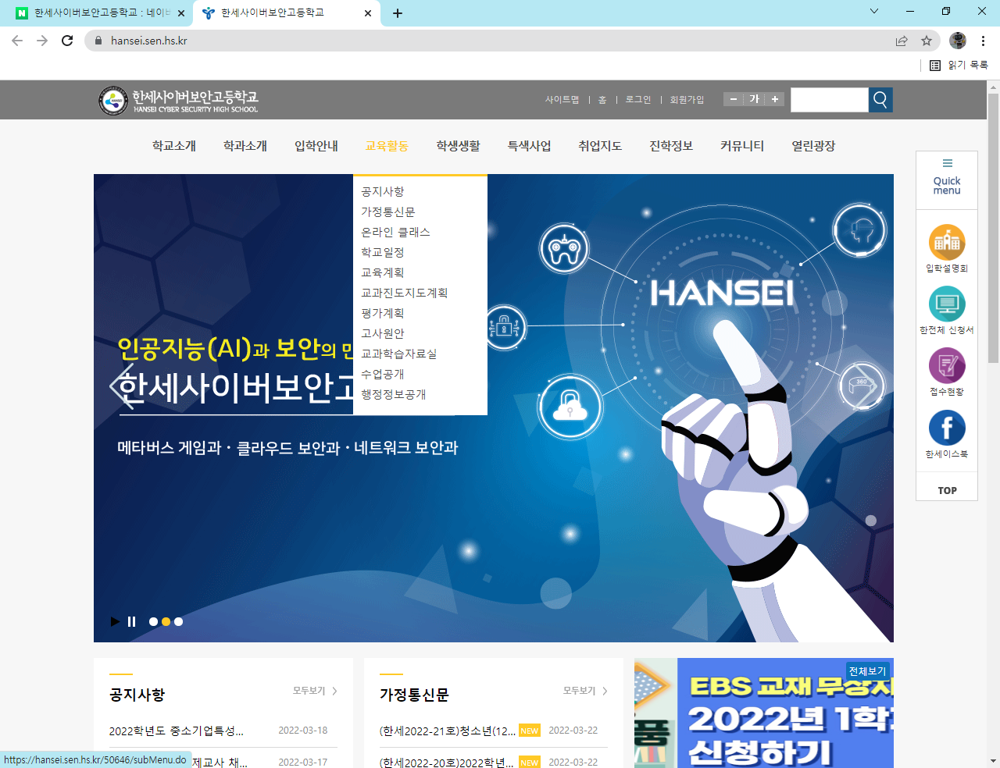 한세사이버보안고등학교 : 네이버
한세사이버보안고등학교
hansei.sen.hs.kr
읽기 목록
한세사이버보안고등학교
HANSEI CYBER SECURITY HIGH SCHOOL
사이트맵 | 홈 | 로그인 | 회원가입
가
학교소개 학과소개 입학안내 교육활동 학생생활 특색사업 취업지도 진학정보 커뮤니티 열린광장
공지사항
가정통신문
온라인 클래스
학교일정
교육계획
교과진도지도계획
평가계획
고사원안
교과학습자료실
수업공개
행정정보공개
인공지능(AI)과 보안의
한세사이버보안고
메타버스 게임과 · 클라우드 보안과 · 네트워크 보안과
HANSEI
360
Quick
menu
입학설명회
한전체 신청서
접수현황
한세이스북
TOP
공지사항
모두보기
2022학년도 중소기업특성... 2022-03-18
제교사 채... 2022-03-17
가정통신문
모두보기
(한세2022-21호)청소년(12... NEW 2022-03-22
(한세2022-20호)2022학년... NEW 2022-03-22
전체보기
EBS 교재 무상
2022년 1학
신청하기
품
https://hansei.sen.hs.kr/50646/subMenu.do